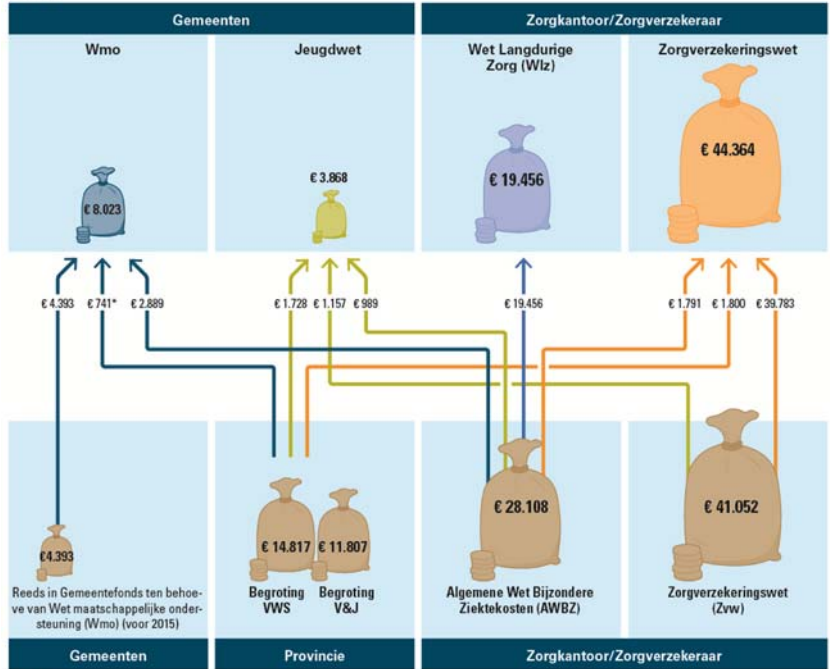 Gemeenten
Zorgkantoor/Zorgverzekeraar
Wmo
Jeugdwet
Wet Langdurige
Zorg (Wlz)
Zorgverzekeringswet
€ 8.023
€ 3.868
€ 19.456
€ 44.364
€ 4.393
€ 741*
€ 2.889
€ 1.728
€ 1.157
€ 989
€ 19.456
€ 1.791
€ 1.800
€ 39.783
€4.393
€ 14.817
€ 11.807
€ 28.108
€ 41.052
Reeds in Gemeentefonds ten behoe-
ve van Wet maatschappelijke onder-
steuning (Wmo) (voor 2015)
Begroting
VWS
Begroting
V&J
Algemene Wet Bijzondere
Ziektekosten (AWBZ)
Zorgverzekeringswet
(Zvw)
Gemeenten
Provincie
Zorgkantoor/Zorgverzekeraar